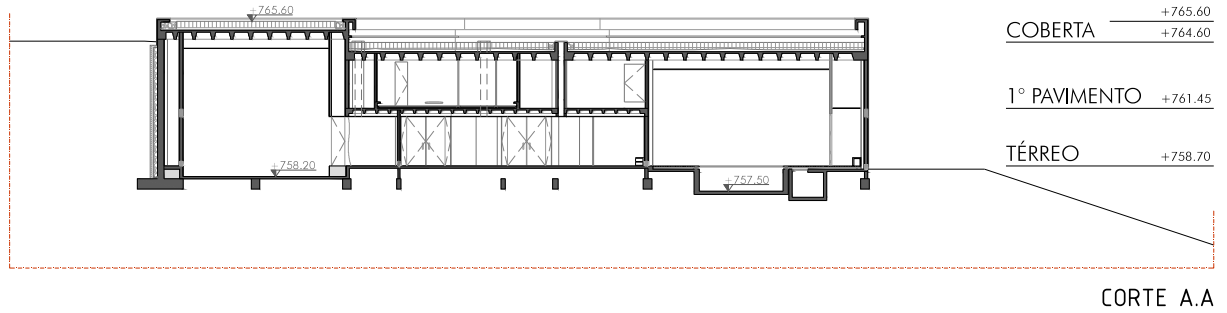 +765.60
+765.60
COBERTA +764.60
1° PAVIMENTO +761.45
TÉRREO +758.70
+758.20
+757.50
CORTE A.A